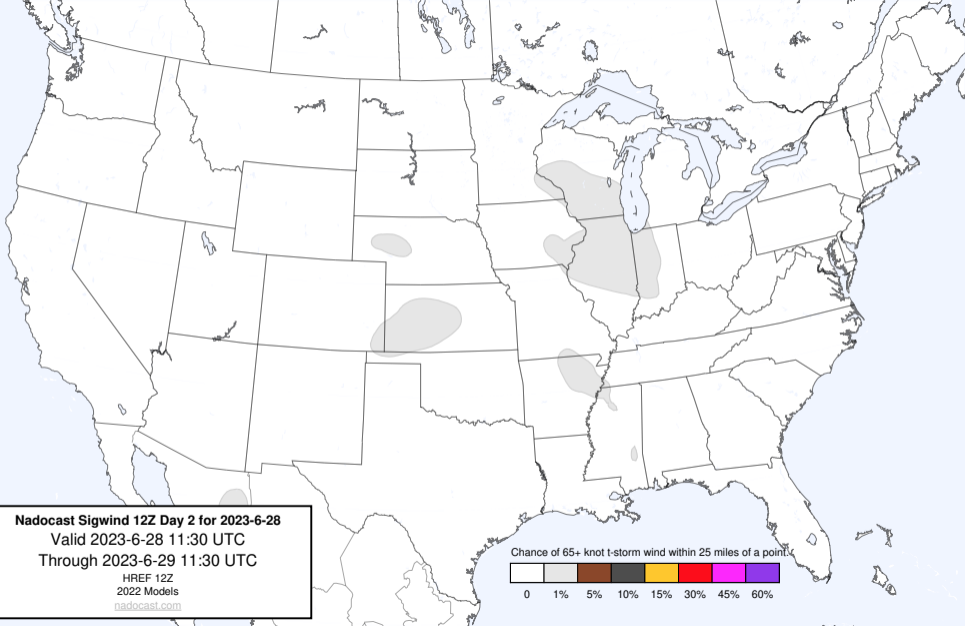 Nadocast Sigwind 12Z Day 2 for 2023-6-28
Valid 2023-6-28 11:30 UTC
Through 2023-6-29 11:30 UTC
HREF 12Z
2022 Models
nadocast.com
Chance of 65+ knot t-storm wind within 25 miles of a point.
0 1% 5% 10% 15% 30% 45% 60%